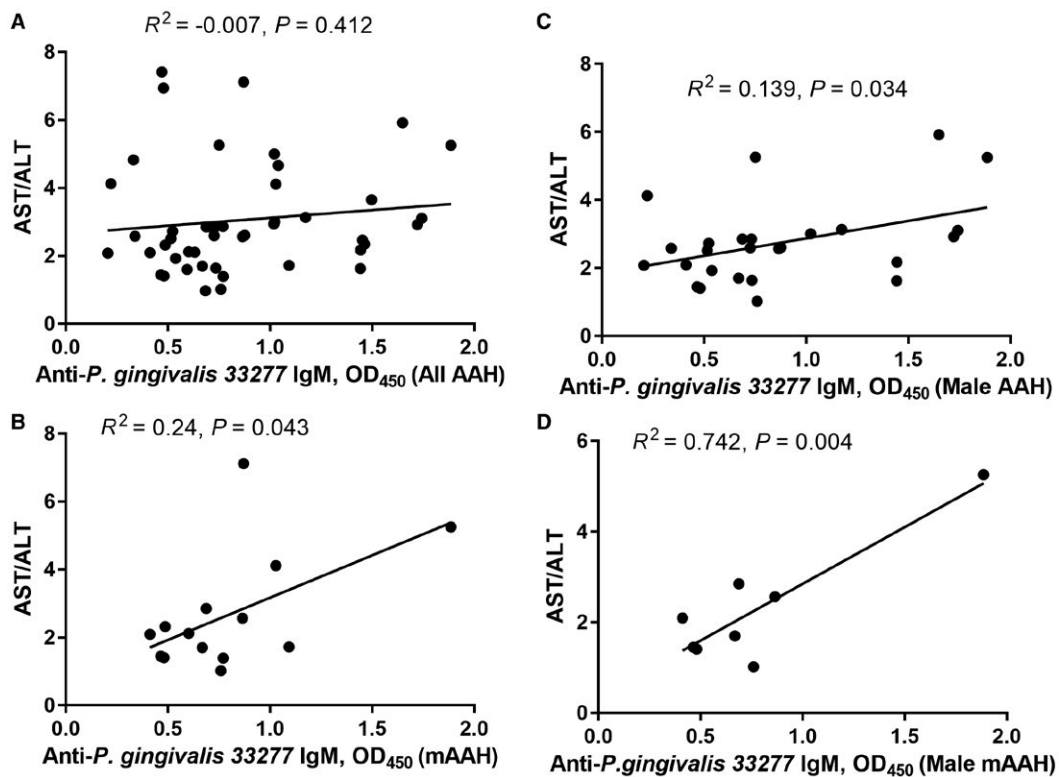 A
R² = -0.007, P = 0.412
8
6
4
2
0
AST/ALT
0.0 0.5 1.0 1.5 2.0
Anti-P. gingivalis 33277 IgM, OD₄₅₀ (All AAH)
B
R² = 0.24, P = 0.043
8
6
4
2
0
AST/ALT
0.0 0.5 1.0 1.5 2.0
Anti-P. gingivalis 33277 IgM, OD₄₅₀ (mAAH)
C
R² = 0.139, P = 0.034
8
6
4
2
0
AST/ALT
0.0 0.5 1.0 1.5 2.0
Anti-P. gingivalis 33277 IgM, OD₄₅₀ (Male AAH)
D
R² = 0.742, P = 0.004
6
4
2
0
AST/ALT
0.0 0.5 1.0 1.5 2.0
Anti-P.gingivalis 33277 IgM, OD₄₅₀ (Male mAAH)